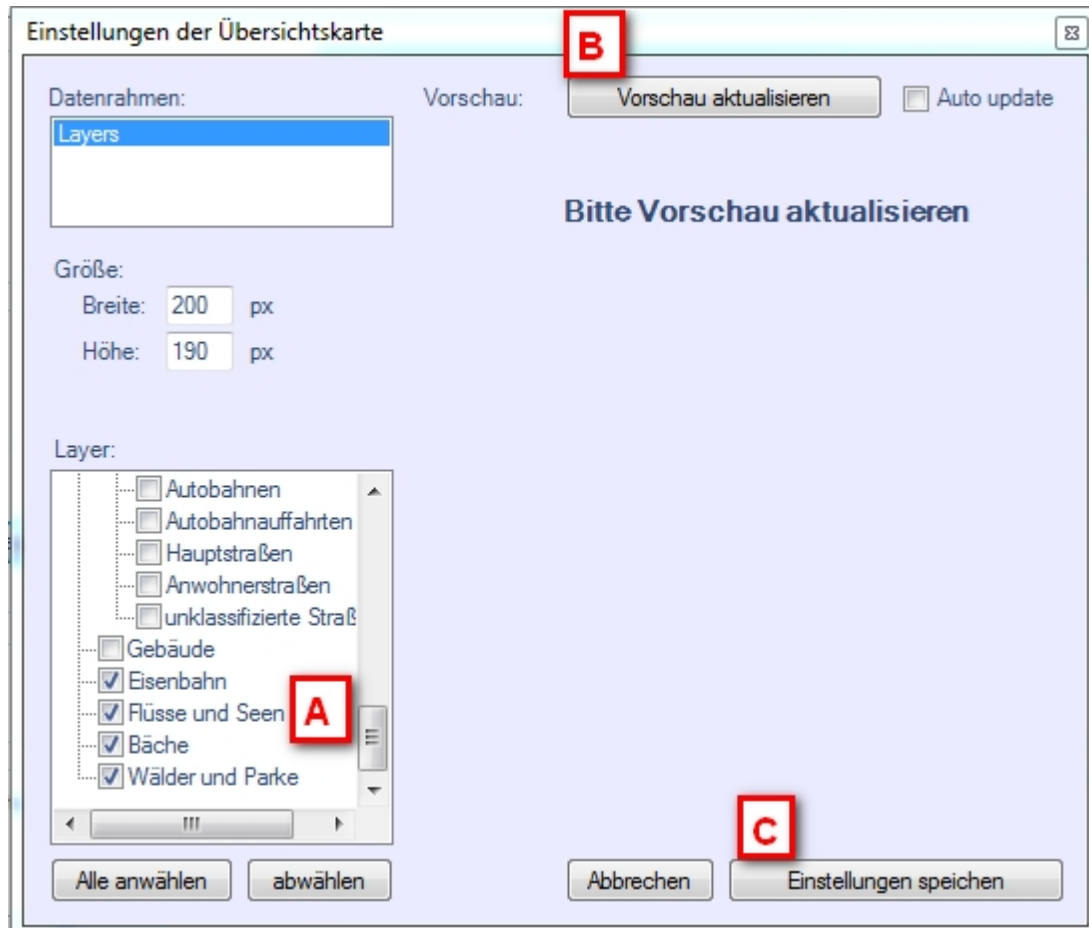 Einstellungen der Übersichtskarte
B
Datenrahmen:
Vorschau:
Vorschau aktualisieren
Auto update
Layers
Bitte Vorschau aktualisieren
Größe:
Breite: 200 px
Höhe: 190 px
Layer:
Autobahnen
Autobahnauffahrten
Hauptstraßen
Anwohnerstraßen
unklassifizierte Straß
Gebäude
Eisenbahn
A
Flüsse und Seen
Bäche
Wälder und Parke
C
Alle anwählen
abwählen
Abbrechen
Einstellungen speichen